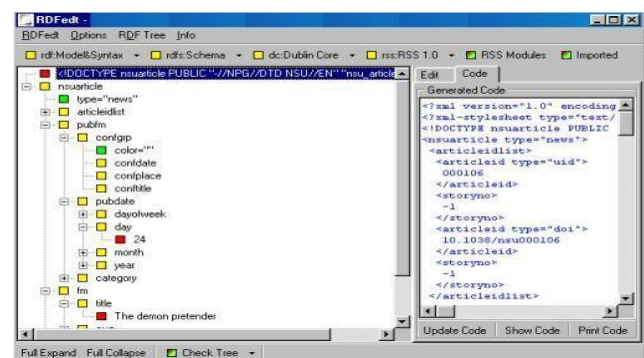 RDFedt -
RDFedt Options RDF Tree Info
rdf:Model&Syntax rdfs:Schema dc:Dublin Core rss:RSS 1.0 RSS Modules Imported
<!DOCTYPE nsuarticle PUBLIC "-//NPG//DTD NSU//EN" "nsu_article
nsuarticle
type="news"
articleidlist
pubfm
confgrp
color=""
confdate
confplace
conftitle
pubdate
dayofweek
day
24
month
year
category
fm
title
The demon pretender
Edit Code
Generated Code
<?xml version="1.0" encoding
<?xml-stylesheet type="text/
<!DOCTYPE nsuarticle PUBLIC
<nsuarticle type="news">
<articleidlist>
<articleid type="uid">
000106
</articleid>
<storyno>
-1
</storyno>
<articleid type="doi">
10.1038/nsu000106
<storyno>
-1
</storyno>
</articleidlist>
Update Code Show Code Print Code
Full Expand Full Collapse Check Tree